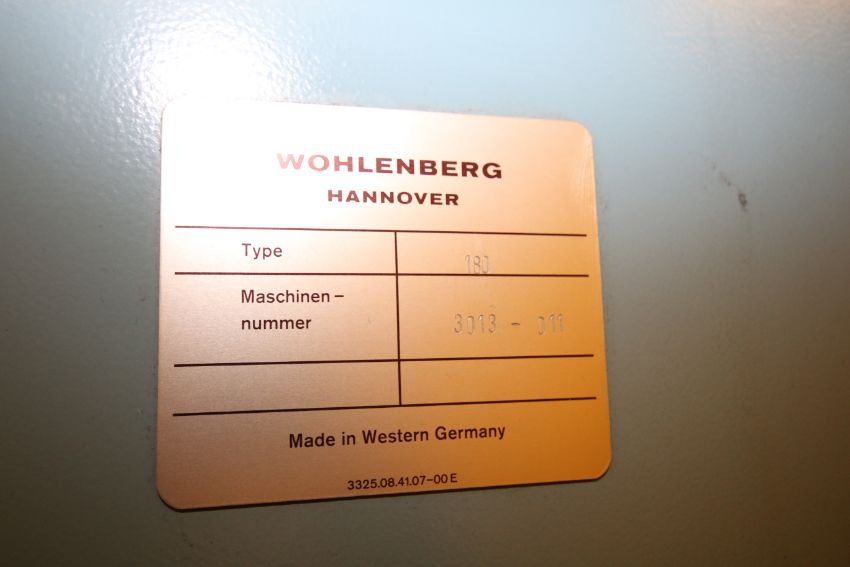 WOHLENBERG
HANNOVER
Type 180
Maschinen-
nummer 3013 - 011
Made in Western Germany
3325.08.41.07-00 E